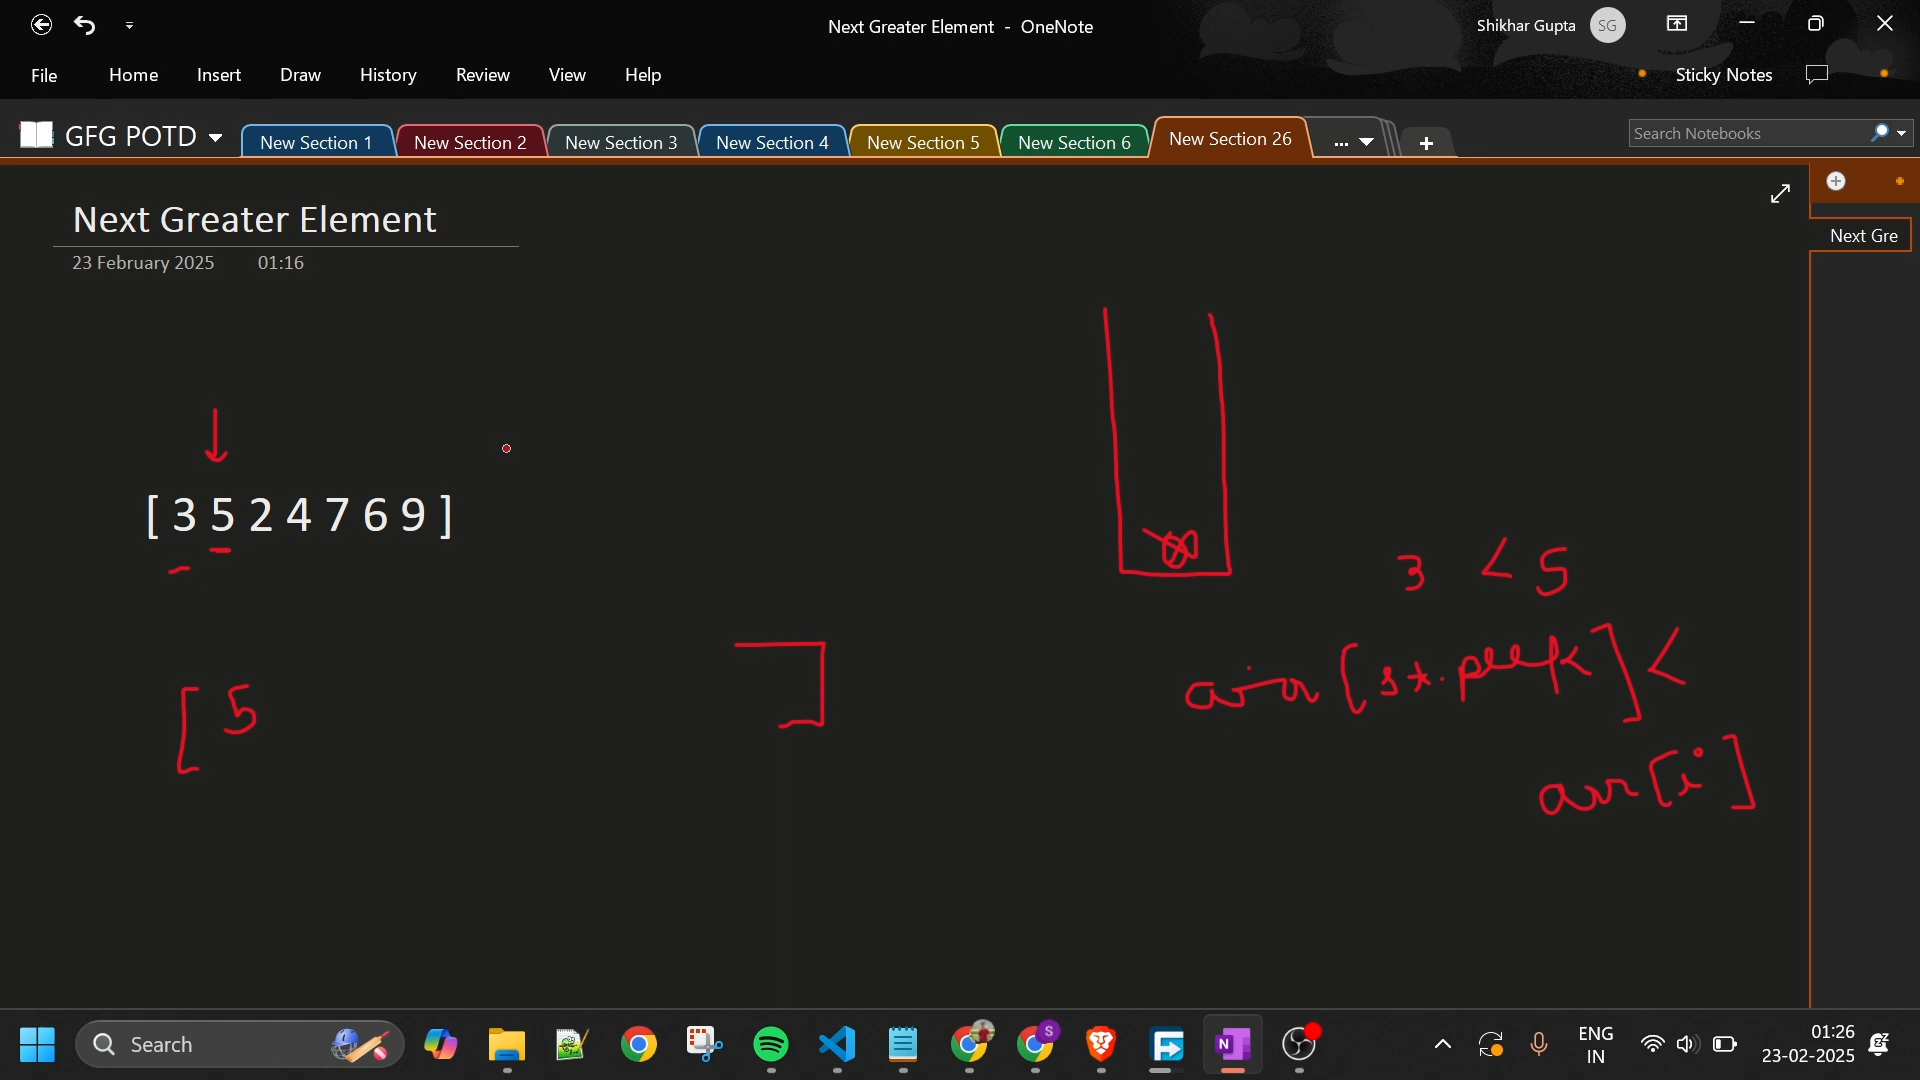 Next Greater Element - OneNote
Shikhar Gupta SG
File Home Insert Draw History Review View Help
Sticky Notes
GFG POTD New Section 1 New Section 2 New Section 3 New Section 4 New Section 5 New Section 6 New Section 26 ... +
Search Notebooks
Next Greater Element
23 February 2025 01:16
Next Gre
[ 3 5 2 4 7 6 9 ]
3 < 5
arr [st.peek] <
[ 5 ]
arr[i]
Search
S
N
ENG
IN
01:26
23-02-2025